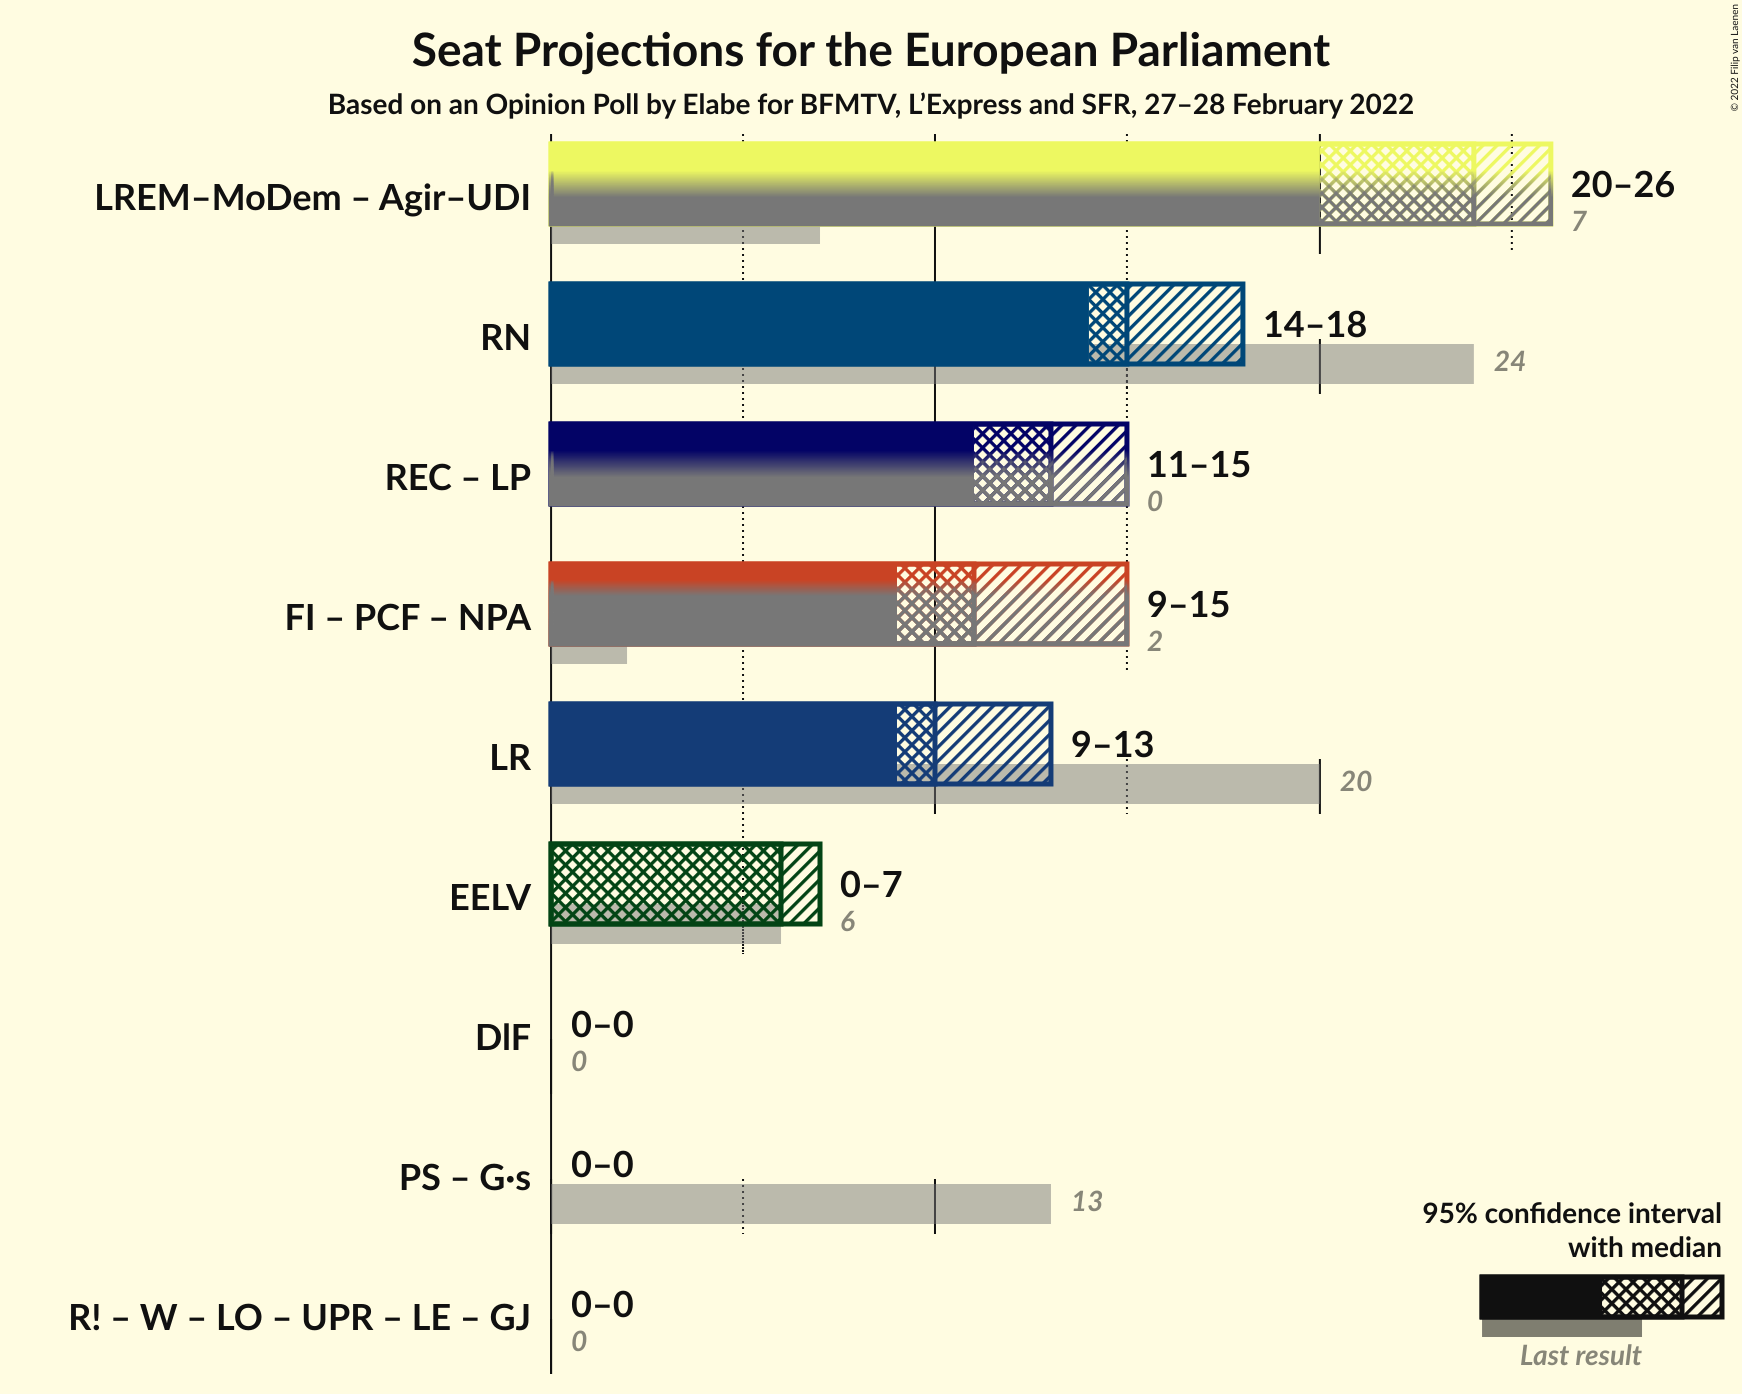 Seat Projections for the European Parliament
Based on an Opinion Poll by Elabe for BFMTV, L’Express and SFR, 27–28 February 2022
© 2022 Filip van Laenen
LREM–MoDem – Agir–UDI
20–26
7
RN
14–18
24
REC – LP
11–15
0
FI – PCF – NPA
9–15
2
LR
9–13
20
EELV
0–7
6
DlF
0–0
0
PS – G·s
0–0
13
R! – W – LO – UPR – LE – GJ
0–0
0
95% confidence interval
with median
Last result